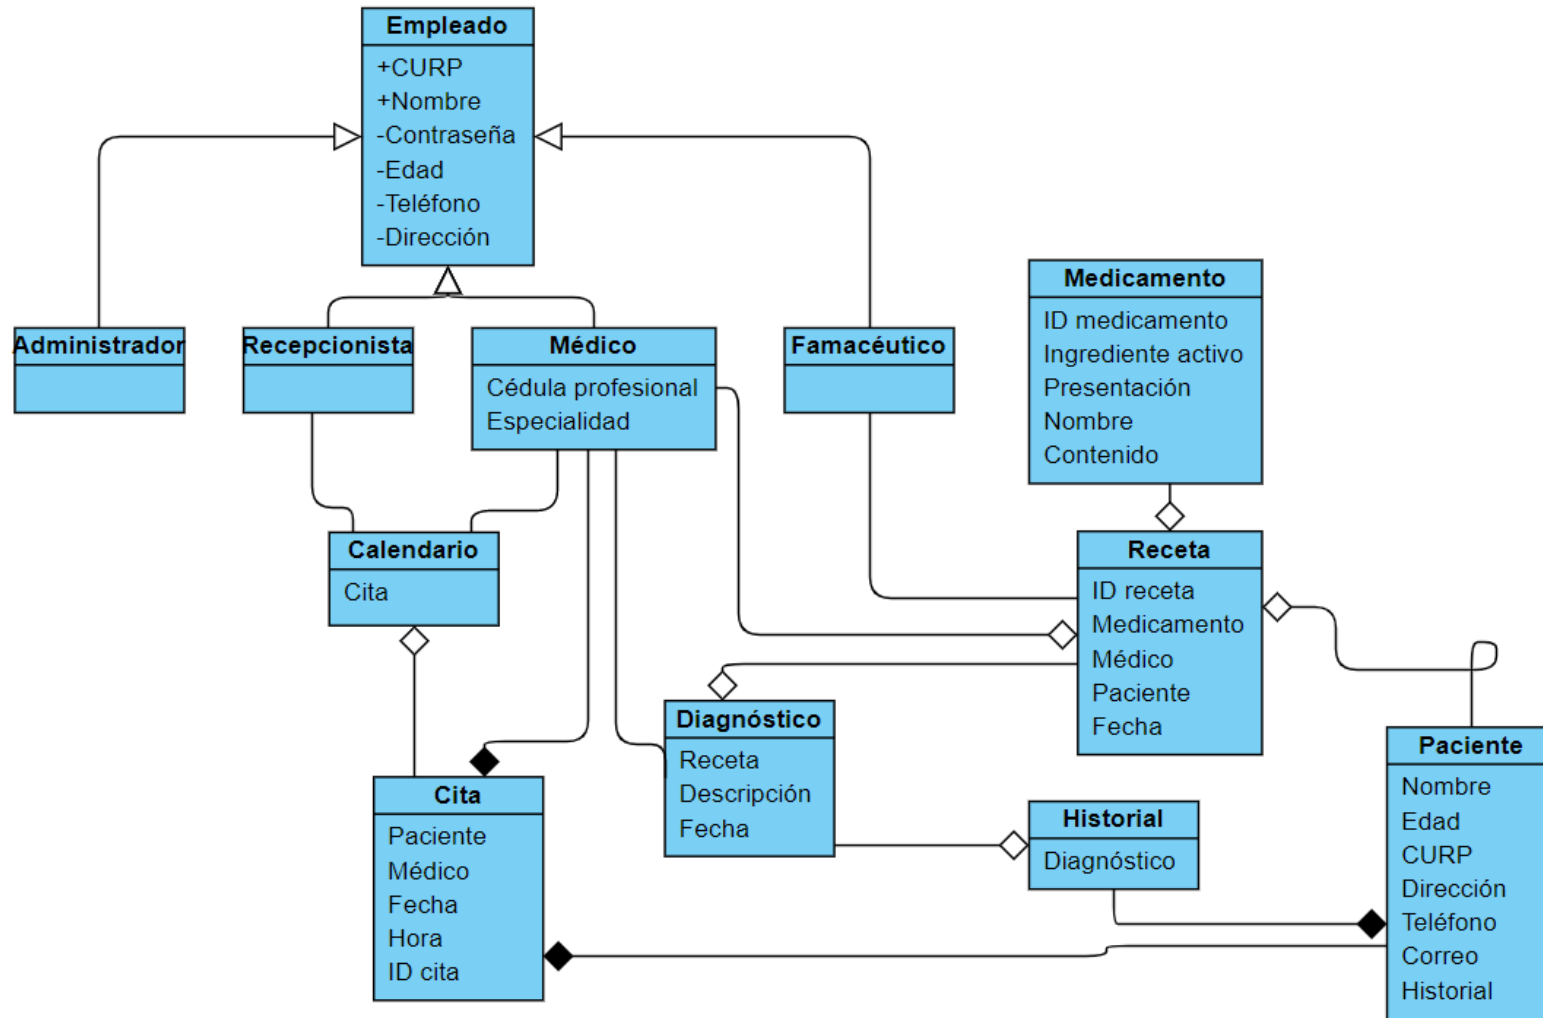 Empleado
+CURP
+Nombre
-Contraseña
-Edad
-Teléfono
-Dirección
Administrador
Recepcionista
Médico
Cédula profesional
Especialidad
Famacéutico
Medicamento
ID medicamento
Ingrediente activo
Presentación
Nombre
Contenido
Calendario
Cita
Receta
ID receta
Medicamento
Médico
Paciente
Fecha
Diagnóstico
Receta
Descripción
Fecha
Cita
Paciente
Médico
Fecha
Hora
ID cita
Historial
Diagnóstico
Paciente
Nombre
Edad
CURP
Dirección
Teléfono
Correo
Historial